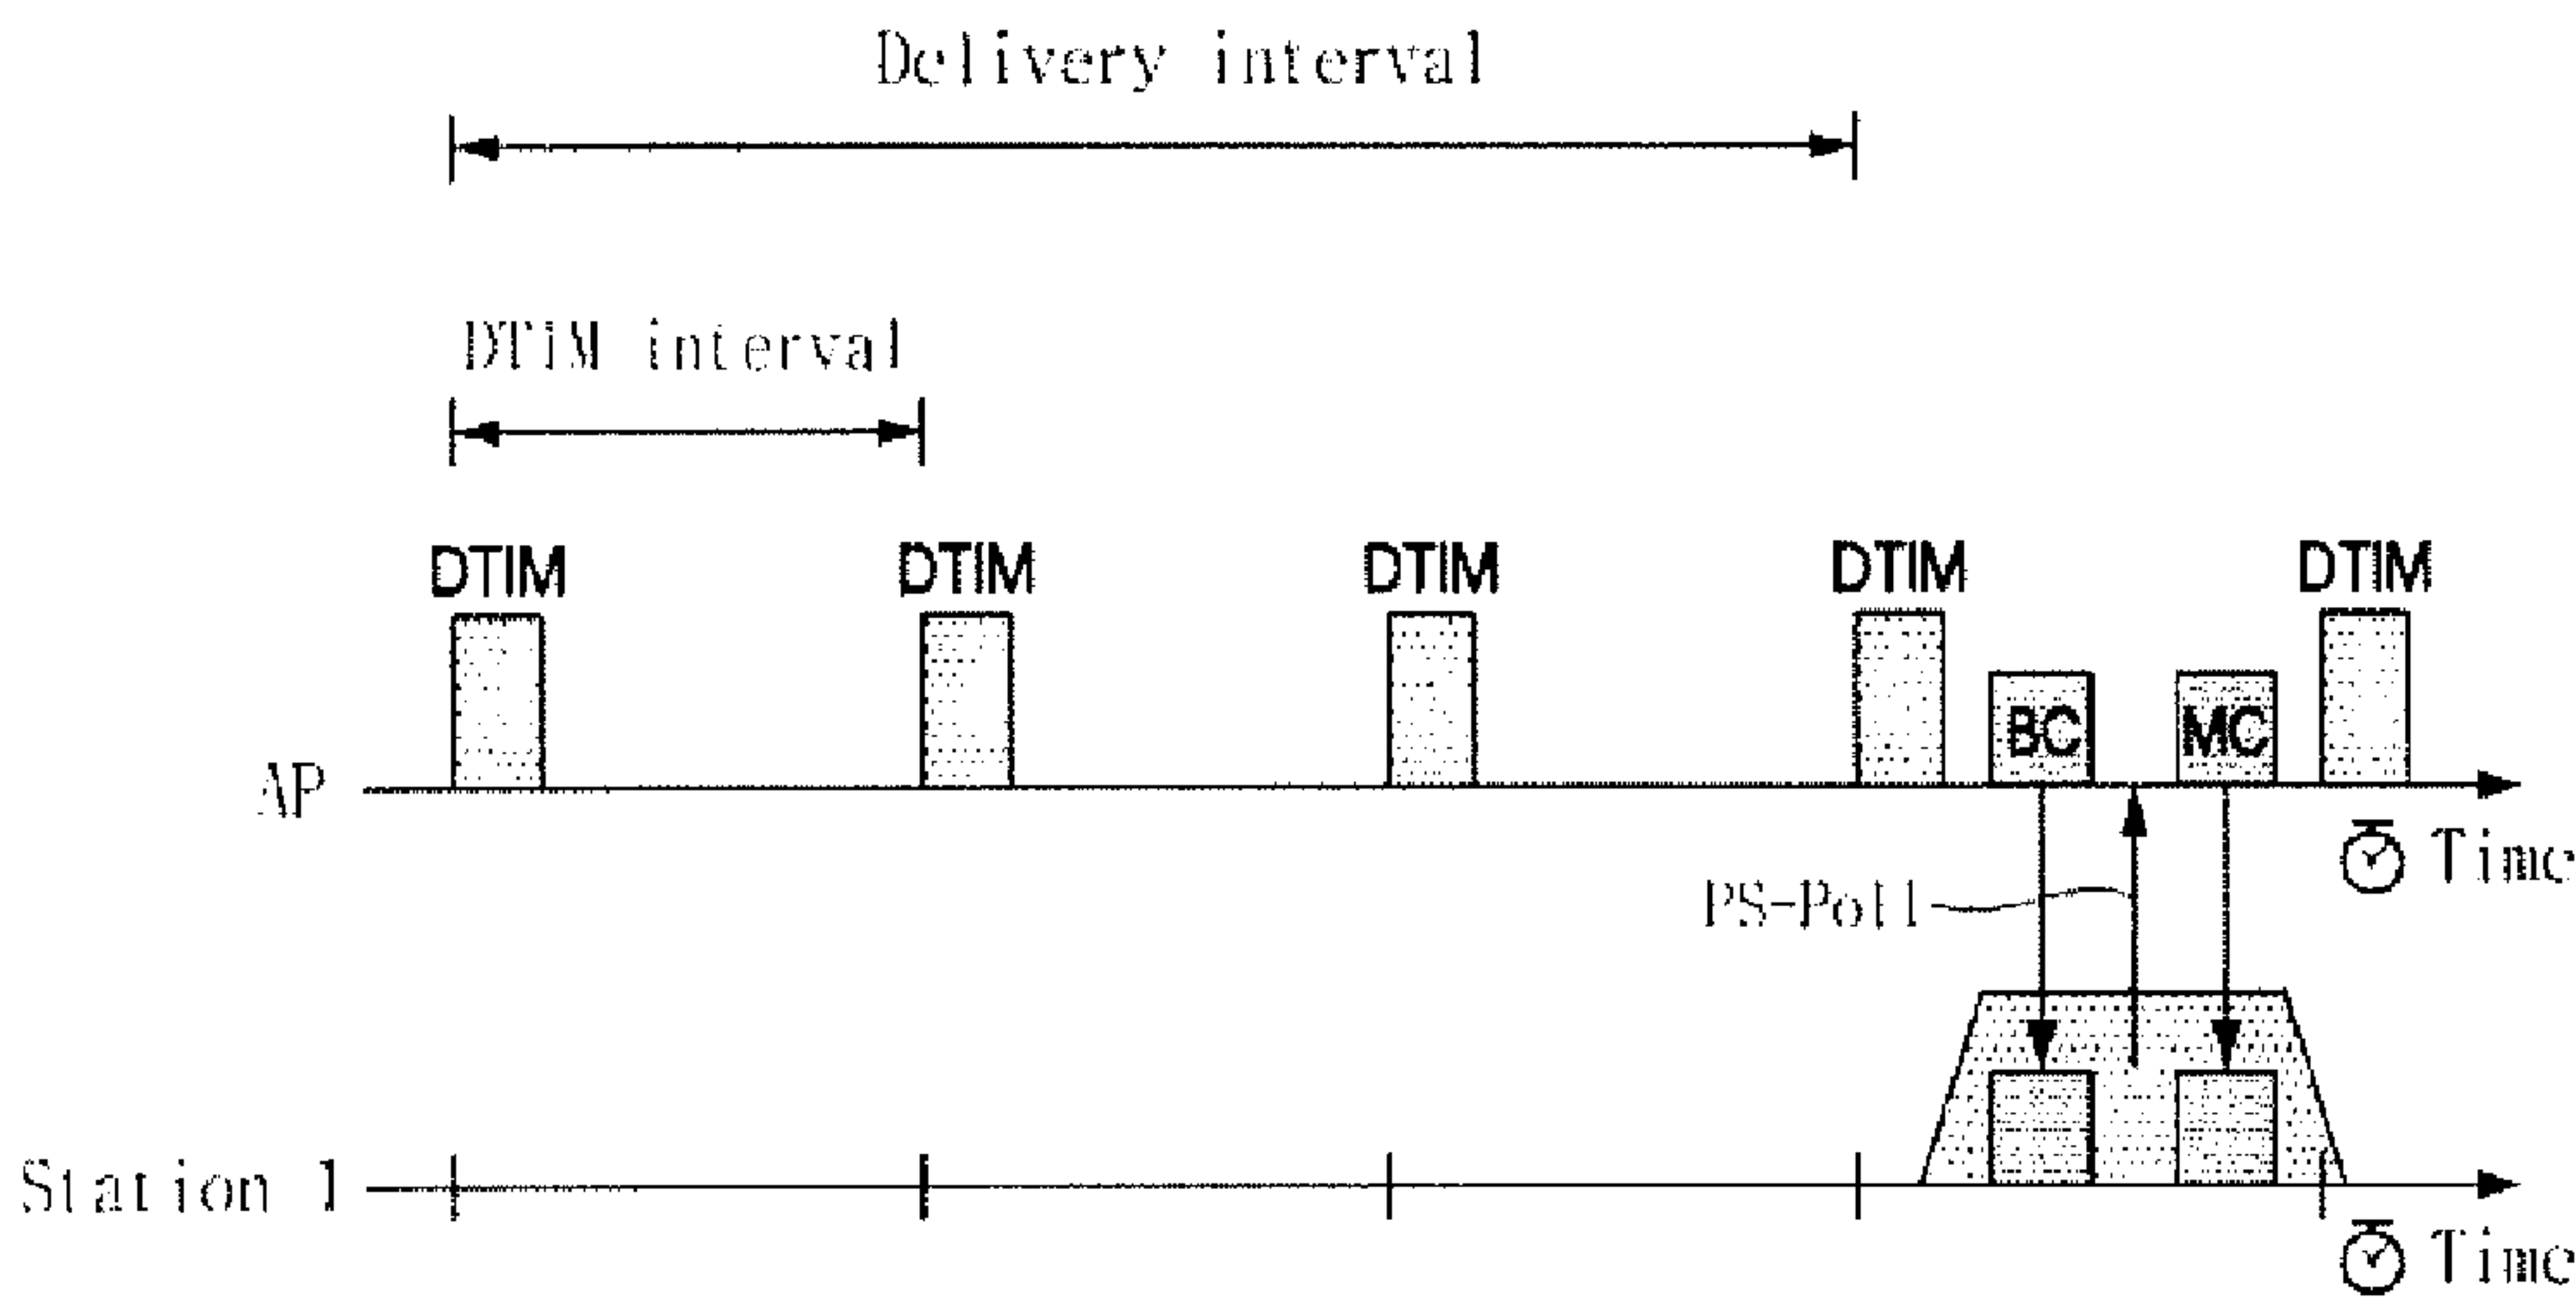 Delivery interval
DTIM interval
DTIM DTIM DTIM DTIM DTIM
BC MC
AP
Time
PS-Poll
Station 1
Time